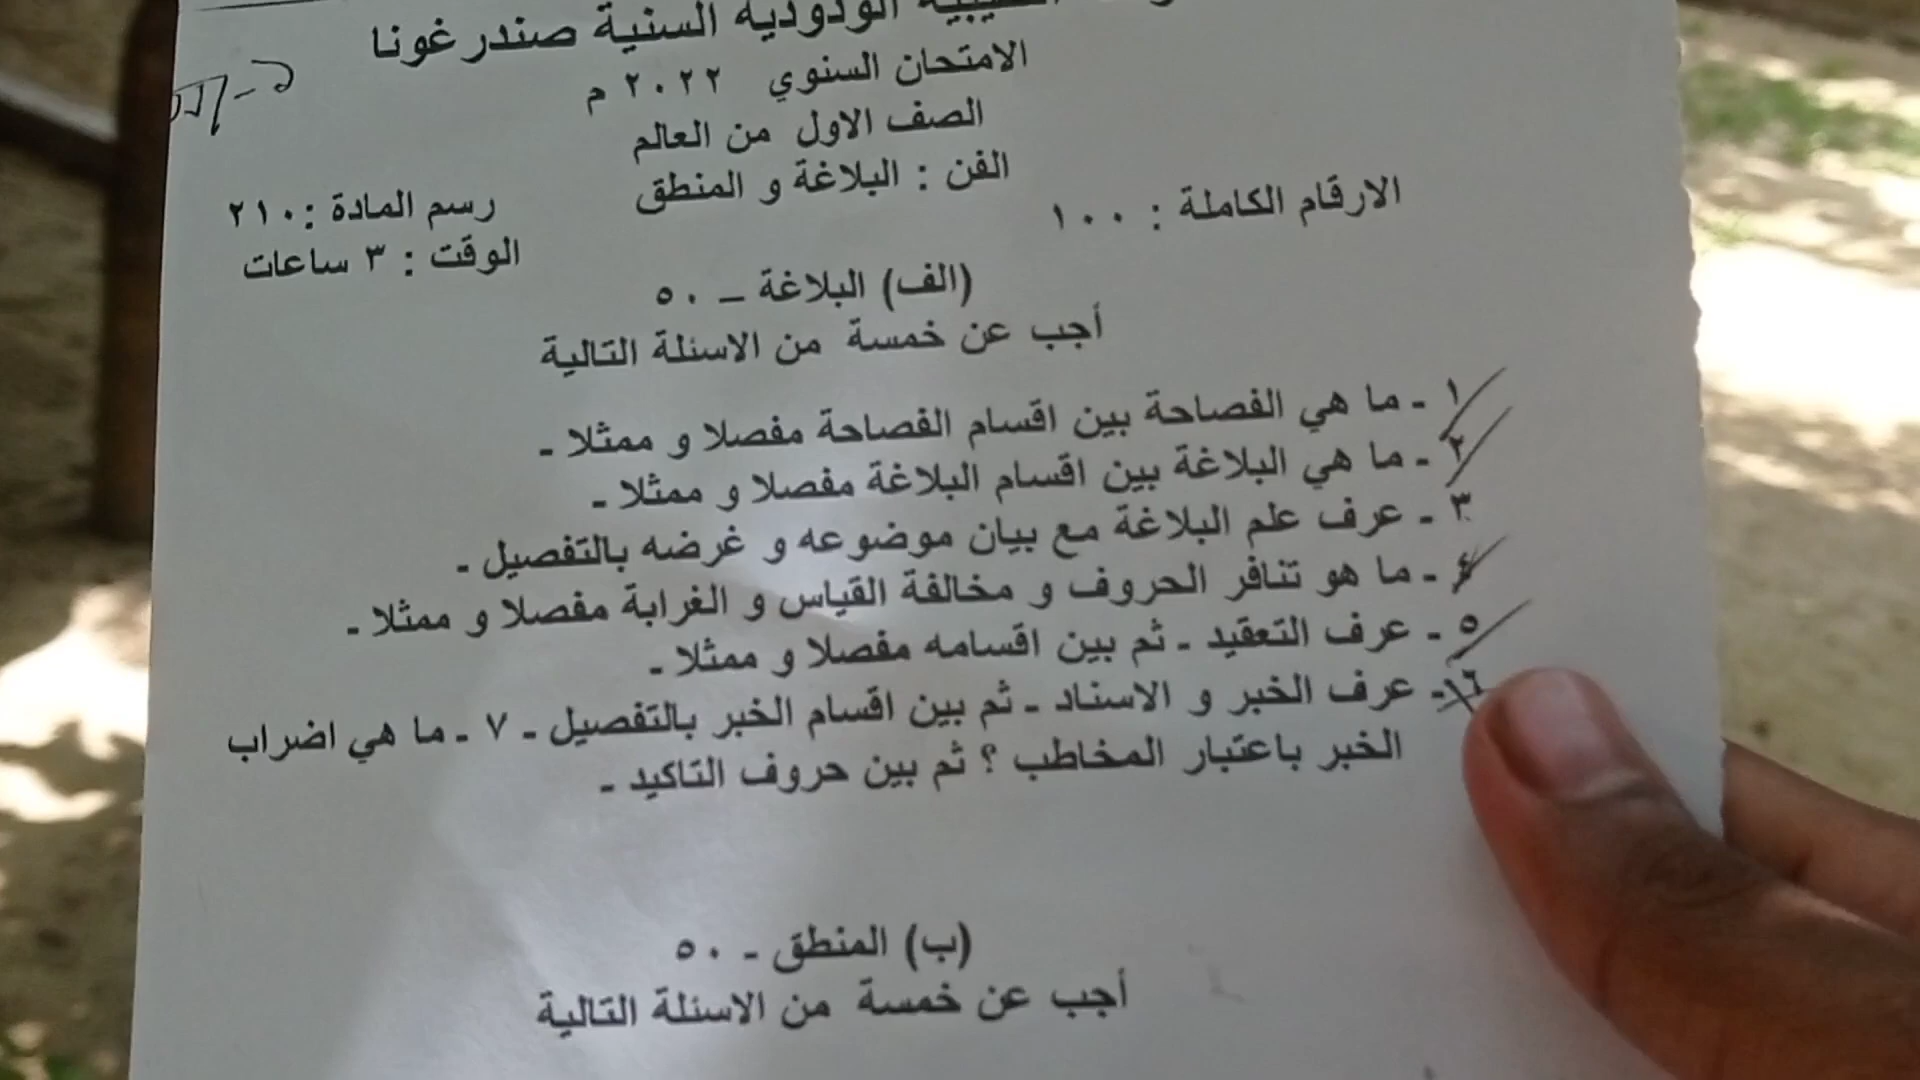 الودودية السنية صندرغونا
الامتحان السنوي ٢٠٢٢ م
الصف الاول من العالم
الفن : البلاغة و المنطق
الارقام الكاملة : ١٠٠
رسم المادة : ٢١٠
الوقت : ٣ ساعات
(الف) البلاغة ــ ٥٠
أجب عن خمسة من الاسئلة التالية
١ - ما هي الفصاحة بين اقسام الفصاحة مفصلا و ممثلا -
٢ - ما هي البلاغة بين اقسام البلاغة مفصلا و ممثلا -
٣ - عرف علم البلاغة مع بيان موضوعه و غرضه بالتفصيل -
٤ - ما هو تنافر الحروف و مخالفة القياس و الغرابة مفصلا و ممثلا -
٥ - عرف التعقيد - ثم بين اقسامه مفصلا و ممثلا -
٦ - عرف الخبر و الاسناد - ثم بين اقسام الخبر بالتفصيل - ٧ - ما هي اضراب
الخبر باعتبار المخاطب ؟ ثم بين حروف التاكيد -
(ب) المنطق - ٥٠
أجب عن خمسة من الاسئلة التالية